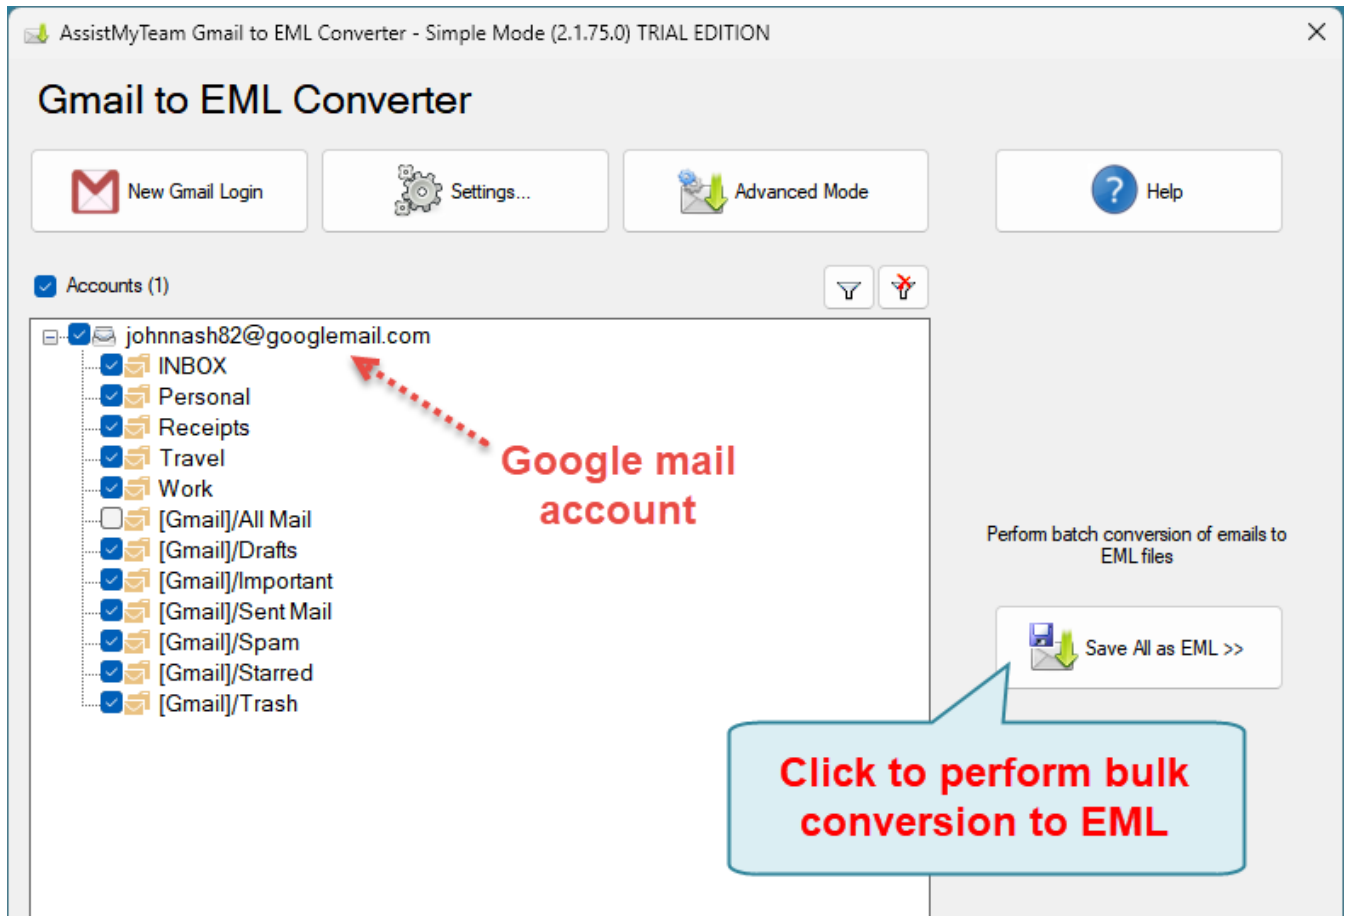 AssistMyTeam Gmail to EML Converter - Simple Mode (2.1.75.0) TRIAL EDITION
Gmail to EML Converter
New Gmail Login
Settings...
Advanced Mode
Help
Accounts (1)
johnnash82@googlemail.com
INBOX
Personal
Receipts
Travel
Work
[Gmail]/All Mail
[Gmail]/Drafts
[Gmail]/Important
[Gmail]/Sent Mail
[Gmail]/Spam
[Gmail]/Starred
[Gmail]/Trash
Google mail
account
Perform batch conversion of emails to
EML files
Save All as EML >>
Click to perform bulk
conversion to EML